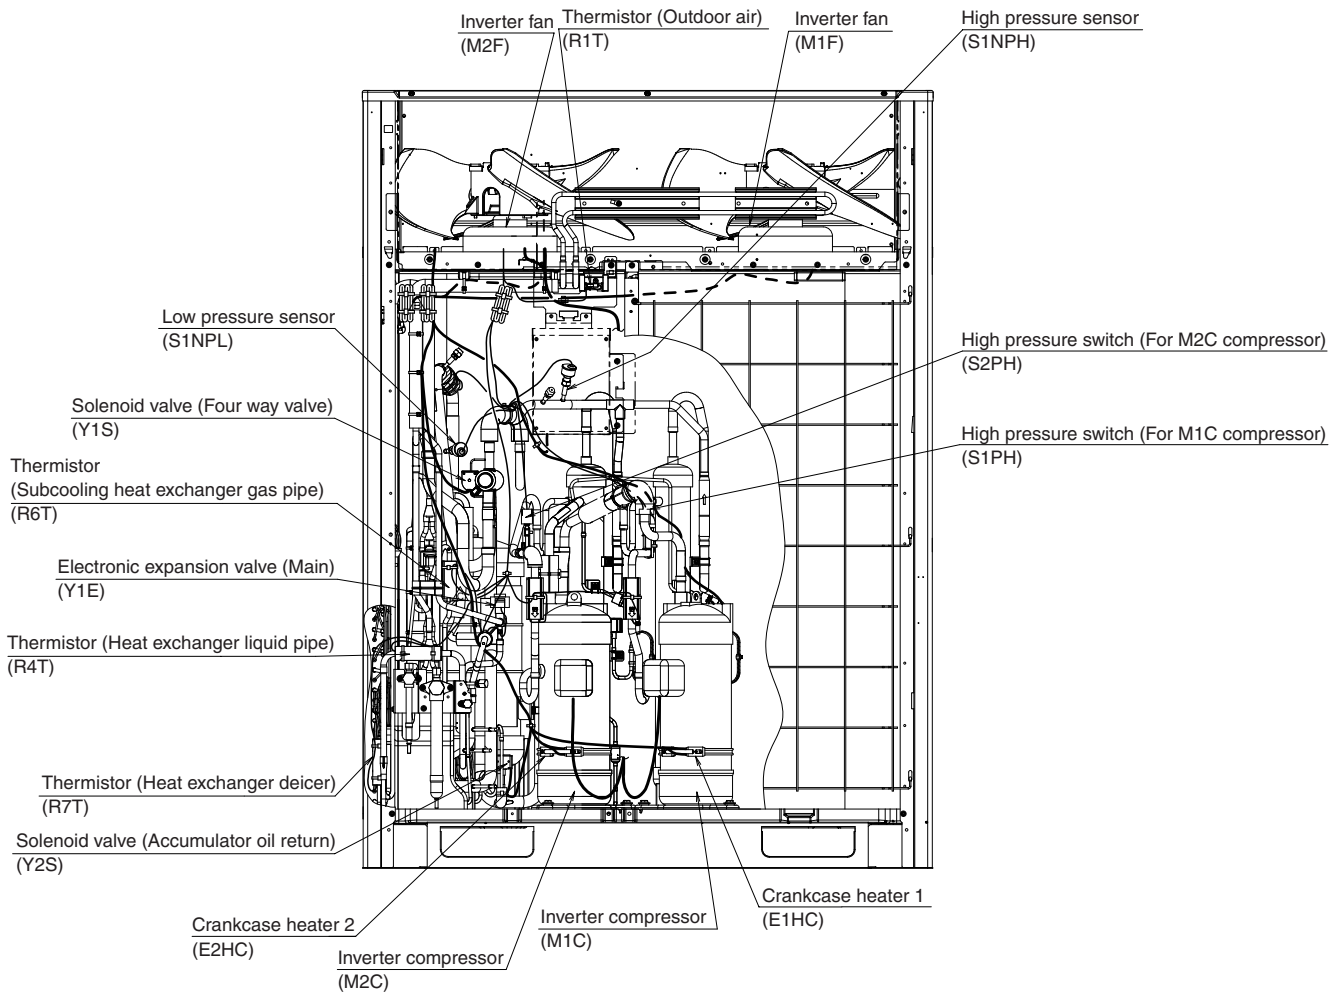 Inverter fan
(M2F)
Thermistor (Outdoor air)
(R1T)
Inverter fan
(M1F)
High pressure sensor
(S1NPH)
Low pressure sensor
(S1NPL)
High pressure switch (For M2C compressor)
(S2PH)
Solenoid valve (Four way valve)
(Y1S)
High pressure switch (For M1C compressor)
(S1PH)
Thermistor
(Subcooling heat exchanger gas pipe)
(R6T)
Electronic expansion valve (Main)
(Y1E)
Thermistor (Heat exchanger liquid pipe)
(R4T)
Thermistor (Heat exchanger deicer)
(R7T)
Solenoid valve (Accumulator oil return)
(Y2S)
Crankcase heater 1
(E1HC)
Crankcase heater 2
(E2HC)
Inverter compressor
(M1C)
Inverter compressor
(M2C)